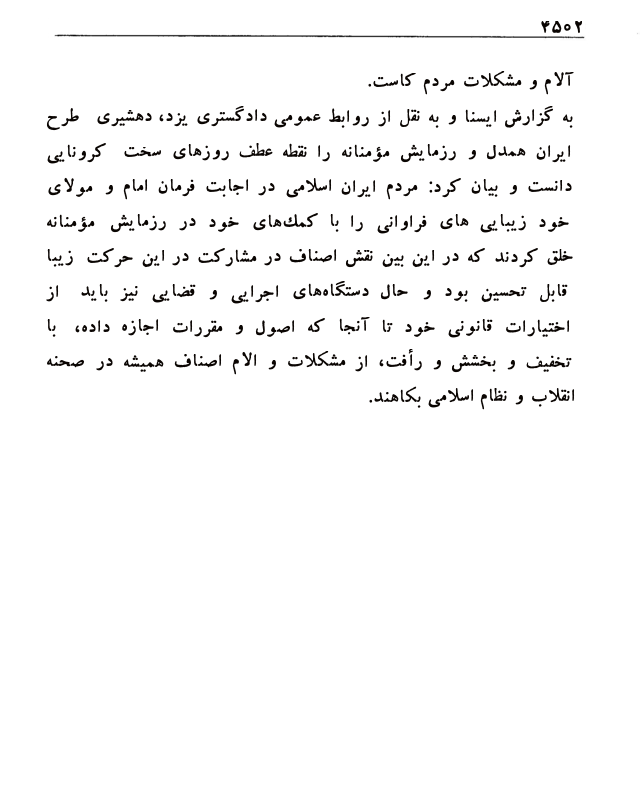 ۴۵۰۲
آلام و مشکلات مردم کاست.
به گزارش ایسنا و به نقل از روابط عمومی دادگستری یزد، دهشیری طرح
ایران همدل و رزمایش مؤمنانه را نقطه عطف روزهای سخت کرونایی
دانست و بیان کرد: مردم ایران اسلامی در اجابت فرمان امام و مولای
خود زیبایی های فراوانی را با کمک‌های خود در رزمایش مؤمنانه
خلق کردند که در این بین نقش اصناف در مشارکت در این حرکت زیبا
قابل تحسین بود و حال دستگاه‌های اجرایی و قضایی نیز باید از
اختیارات قانونی خود تا آنجا که اصول و مقررات اجازه داده، با
تخفیف و بخشش و رأفت، از مشکلات و الام اصناف همیشه در صحنه
انقلاب و نظام اسلامی بکاهند.